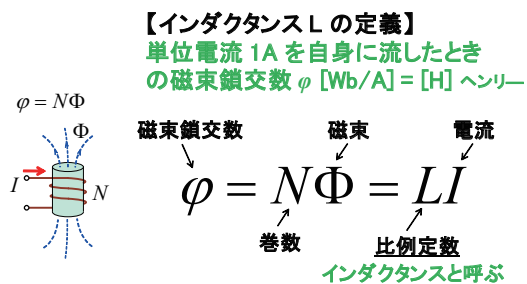 【インダクタンスLの定義】
単位電流1Aを自身に流したとき
の磁束鎖交数φ [Wb/A] = [H] ヘンリー
φ = NΦ
Φ
I
N
磁束鎖交数
磁束
電流
φ = NΦ = LI
巻数
比例定数
インダクタンスと呼ぶ